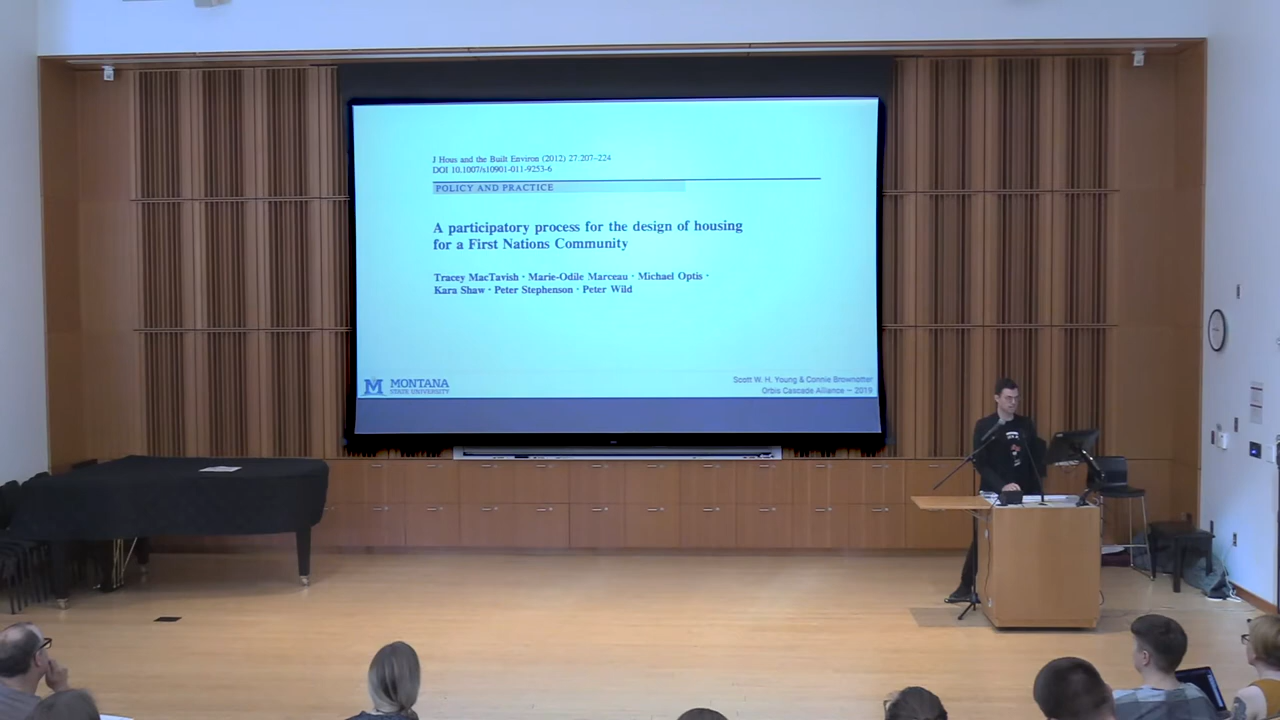 J Hous and the Built Environ (2012) 27:207–224
DOI 10.1007/s10901-011-9253-6
POLICY AND PRACTICE
A participatory process for the design of housing
for a First Nations Community
Tracey MacTavish · Marie-Odile Marceau · Michael Optis ·
Kara Shaw · Peter Stephenson · Peter Wild
M MONTANA
STATE UNIVERSITY
Scott W. H. Young & Connie Brownotter
Orbis Cascade Alliance ~ 2019